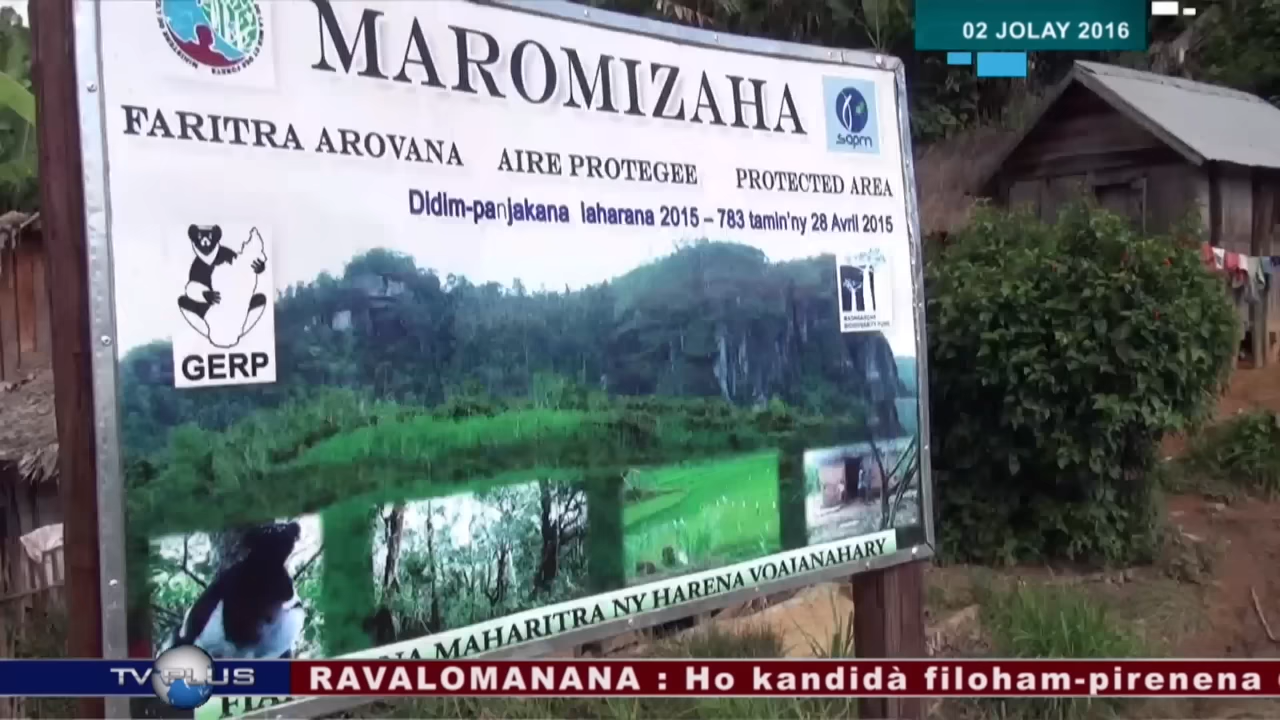 02 JOLAY 2016
MAROMIZAHA
sapm
FARITRA AROVANA AIRE PROTEGEE PROTECTED AREA
Didim-panjakana laharana 2015 – 783 tamin'ny 28 Avril 2015
GERP
MAHARITRA NY HARENA VOAJANAHARY
TV PLUS
RAVALOMANANA : Ho kandidà filoham-pirenena